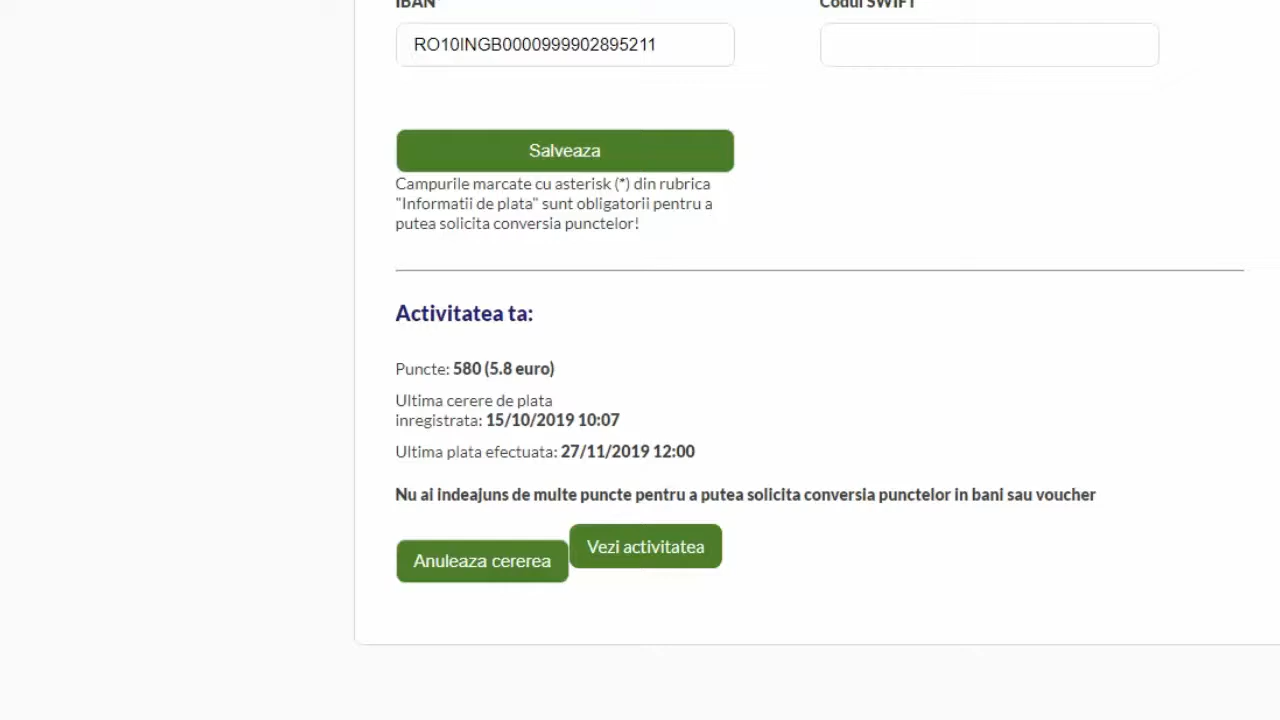 IBAN*
Codul SWIFT
RO10INGB0000999902895211
Salveaza
Campurile marcate cu asterisk (*) din rubrica
"Informatii de plata" sunt obligatorii pentru a
putea solicita conversia punctelor!
Activitatea ta:
Puncte: 580 (5.8 euro)
Ultima cerere de plata
inregistrata: 15/10/2019 10:07
Ultima plata efectuata: 27/11/2019 12:00
Nu ai indeajuns de multe puncte pentru a putea solicita conversia punctelor in bani sau voucher
Anuleaza cererea
Vezi activitatea